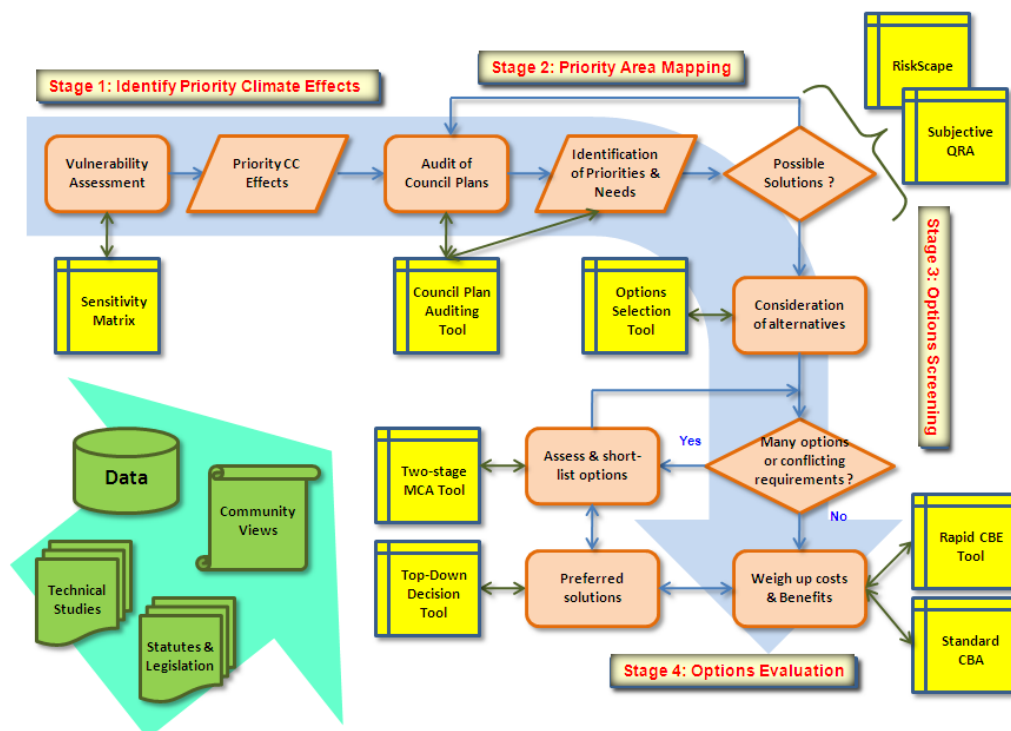 Stage 1: Identify Priority Climate Effects
Stage 2: Priority Area Mapping
RiskScape
Subjective
QRA
Vulnerability
Assessment
Priority CC
Effects
Audit of
Council Plans
Identification
of Priorities &
Needs
Possible
Solutions ?
Stage 3: Options Screening
Sensitivity
Matrix
Council Plan
Auditing
Tool
Options
Selection
Tool
Consideration
of alternatives
Yes
Many options
or conflicting
requirements ?
Assess & short-
list options
Two-stage
MCA Tool
No
Data
Community
Views
Technical
Studies
Statutes &
Legislation
Top-Down
Decision
Tool
Preferred
solutions
Weigh up costs
& Benefits
Rapid CBE
Tool
Standard
CBA
Stage 4: Options Evaluation